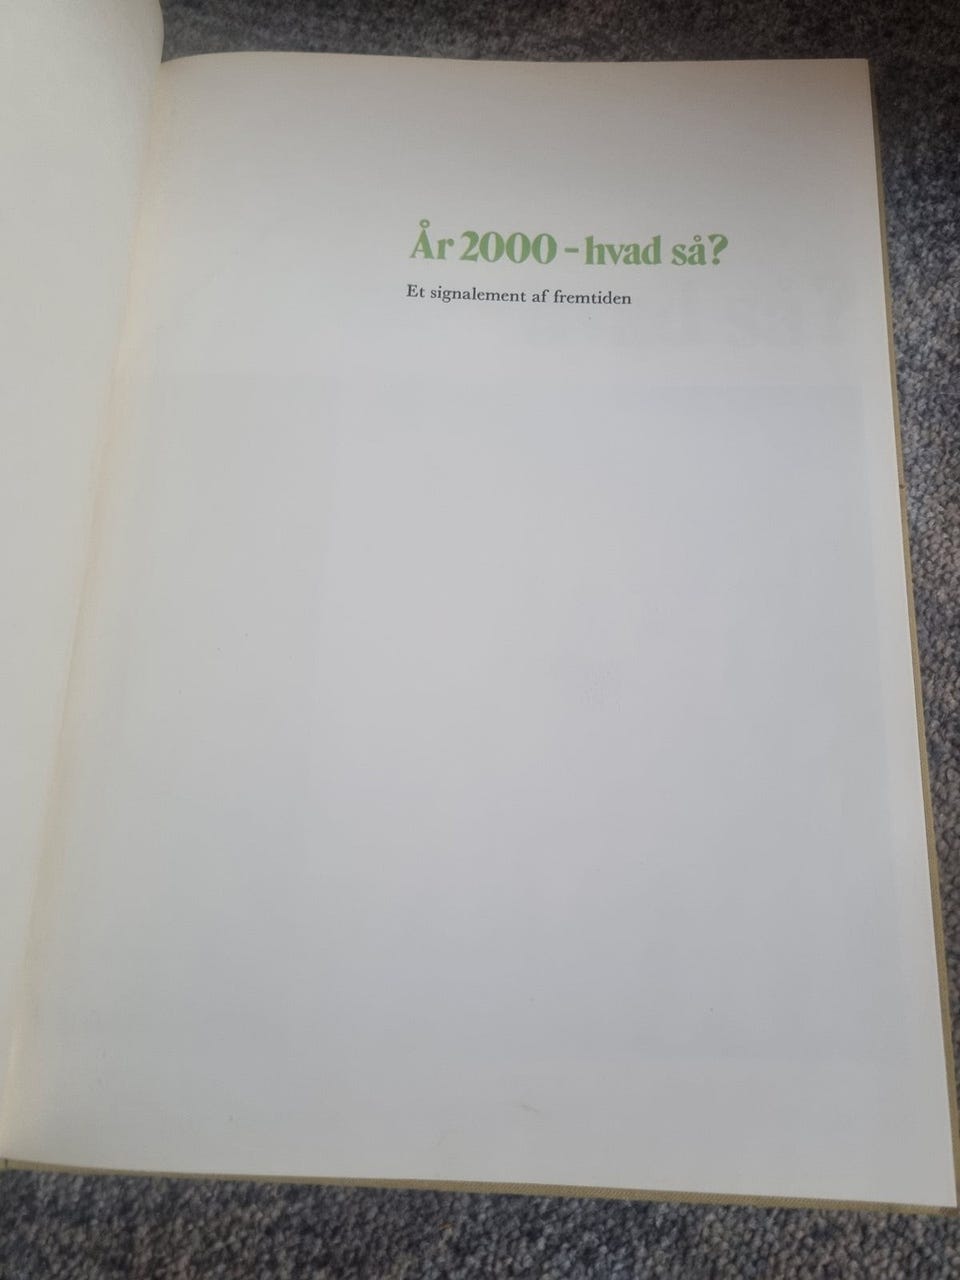 År 2000 - hvad så?
Et signalement af fremtiden